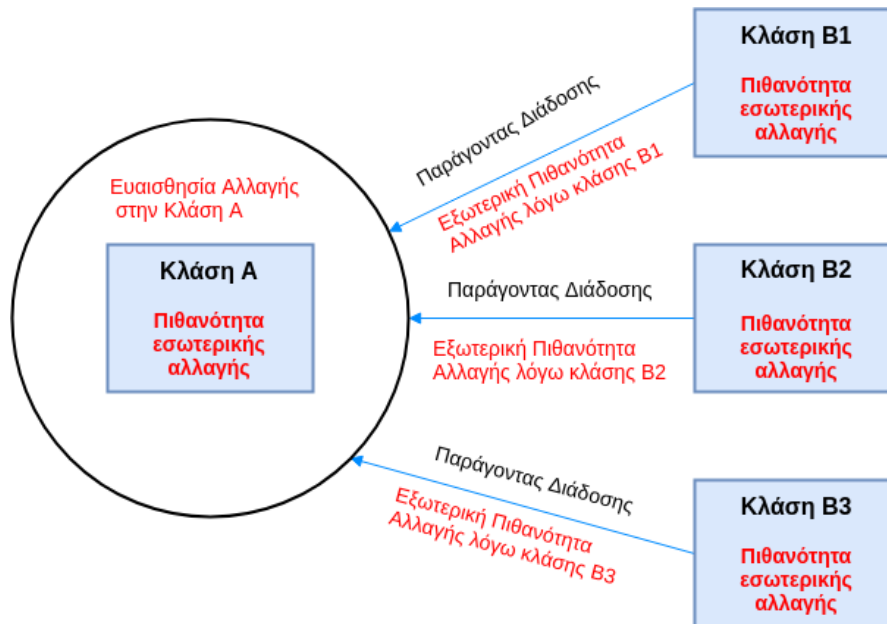 Κλάση Β1
Πιθανότητα
εσωτερικής
αλλαγής
Παράγοντας Διάδοσης
Εξωτερική Πιθανότητα
Αλλαγής λόγω κλάσης Β1
Ευαισθησία Αλλαγής
στην Κλάση Α
Κλάση Α
Πιθανότητα
εσωτερικής
αλλαγής
Παράγοντας Διάδοσης
Εξωτερική Πιθανότητα
Αλλαγής λόγω κλάσης Β2
Κλάση Β2
Πιθανότητα
εσωτερικής
αλλαγής
Παράγοντας Διάδοσης
Εξωτερική Πιθανότητα
Αλλαγής λόγω κλάσης Β3
Κλάση Β3
Πιθανότητα
εσωτερικής
αλλαγής